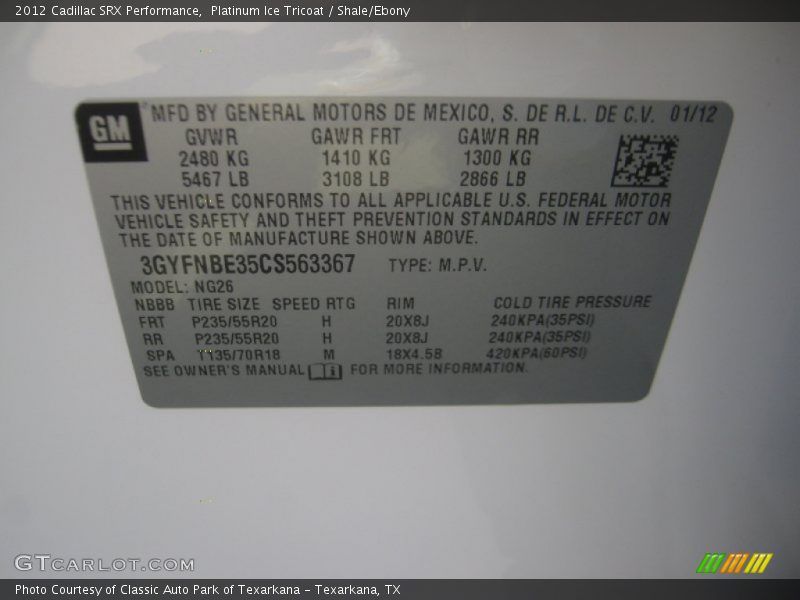 2012 Cadillac SRX Performance, Platinum Ice Tricoat / Shale/Ebony
GM
MFD BY GENERAL MOTORS DE MEXICO, S. DE R.L. DE C.V. 01/12
GVWR GAWR FRT GAWR RR
2480 KG 1410 KG 1300 KG
5467 LB 3108 LB 2866 LB
THIS VEHICLE CONFORMS TO ALL APPLICABLE U.S. FEDERAL MOTOR
VEHICLE SAFETY AND THEFT PREVENTION STANDARDS IN EFFECT ON
THE DATE OF MANUFACTURE SHOWN ABOVE.
3GYFNBE35CS563367 TYPE: M.P.V.
MODEL: NG26
NBBB TIRE SIZE SPEED RTG RIM COLD TIRE PRESSURE
FRT P235/55R20 H 20X8J 240KPA(35PSI)
RR P235/55R20 H 20X8J 240KPA(35PSI)
SPA T135/70R18 M 18X4.5B 420KPA(60PSI)
SEE OWNER'S MANUAL i FOR MORE INFORMATION.
GTCARLOT.COM
Photo Courtesy of Classic Auto Park of Texarkana - Texarkana, TX